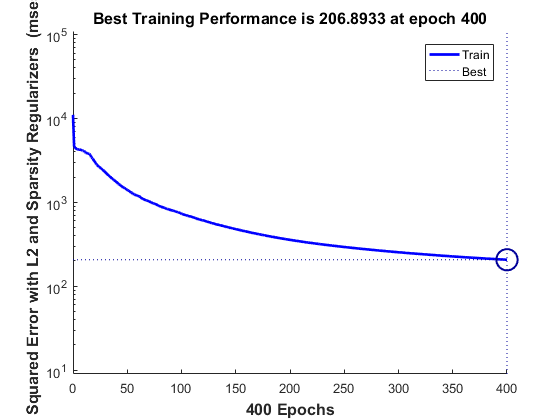 Best Training Performance is 206.8933 at epoch 400
Squared Error with L2 and Sparsity Regularizers (mse
10^5
10^4
10^3
10^2
10^1
Train
Best
0 50 100 150 200 250 300 350 400
400 Epochs